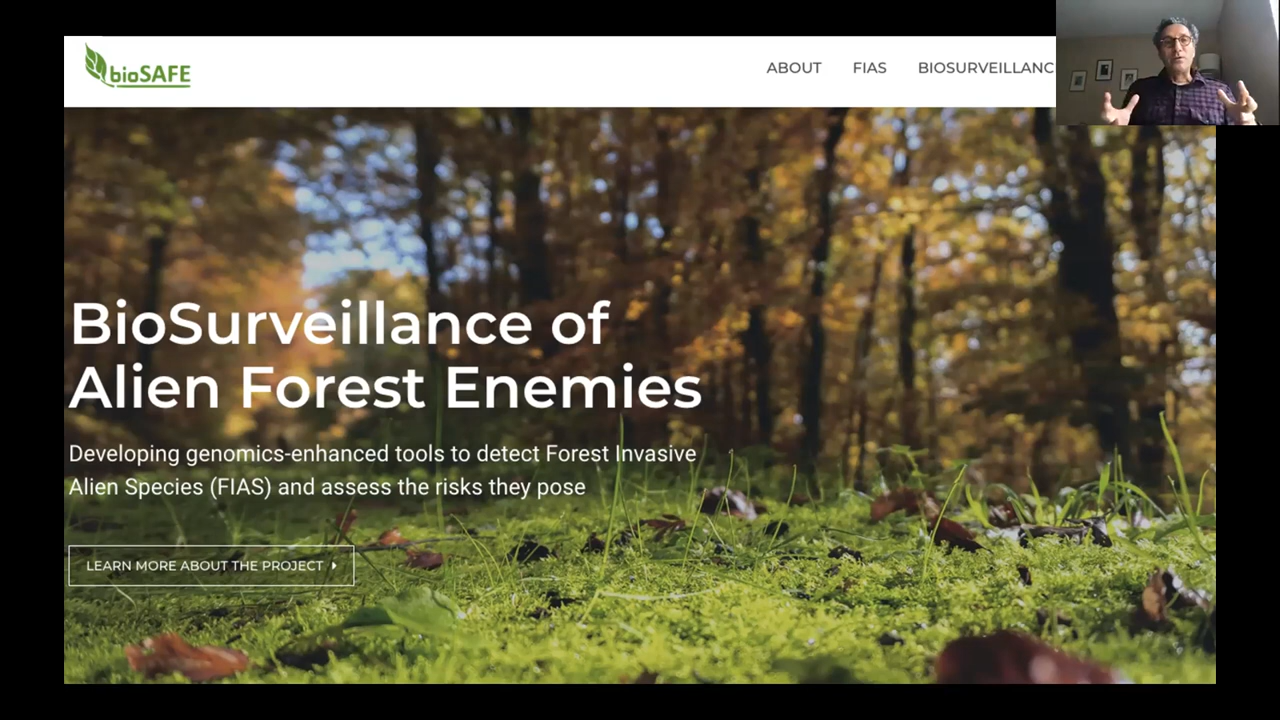 bioSAFE
ABOUT FIAS BIOSURVEILLANC
BioSurveillance of
Alien Forest Enemies
Developing genomics-enhanced tools to detect Forest Invasive
Alien Species (FIAS) and assess the risks they pose
LEARN MORE ABOUT THE PROJECT